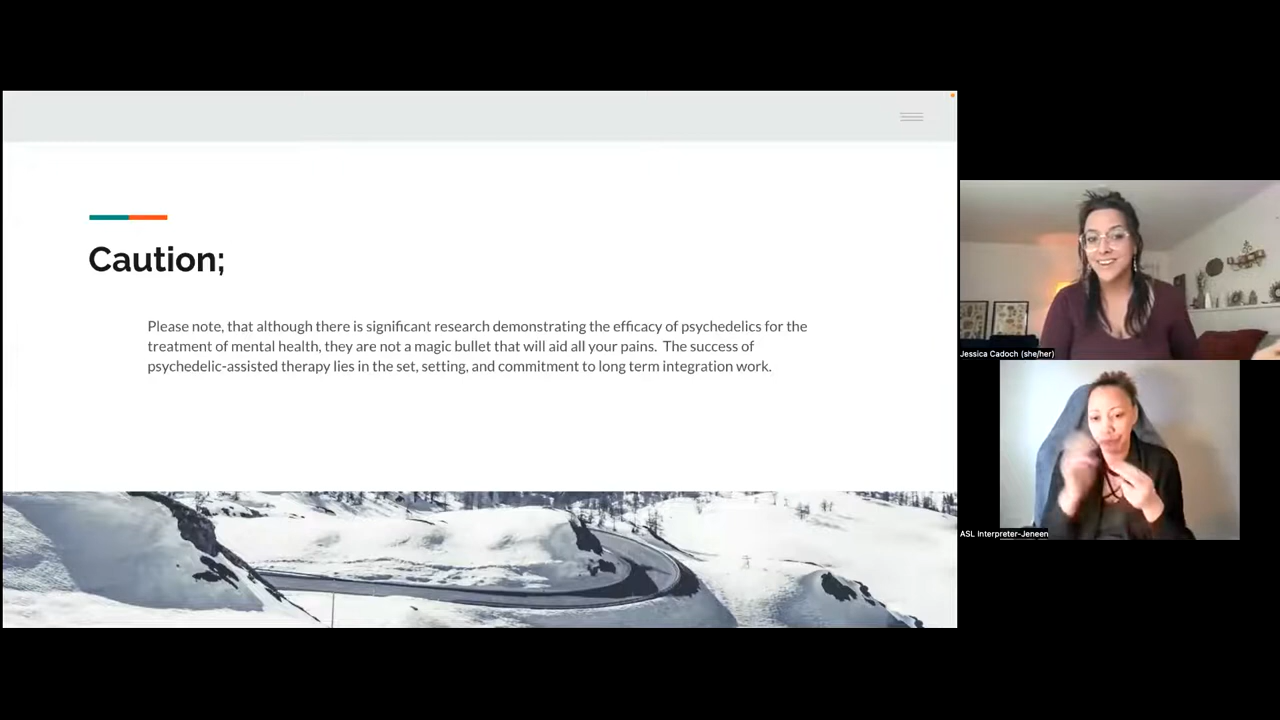 Caution;
Please note, that although there is significant research demonstrating the efficacy of psychedelics for the
treatment of mental health, they are not a magic bullet that will aid all your pains.  The success of
psychedelic-assisted therapy lies in the set, setting, and commitment to long term integration work.
Jessica Cadoch (she/her)
ASL Interpreter-Jeneen